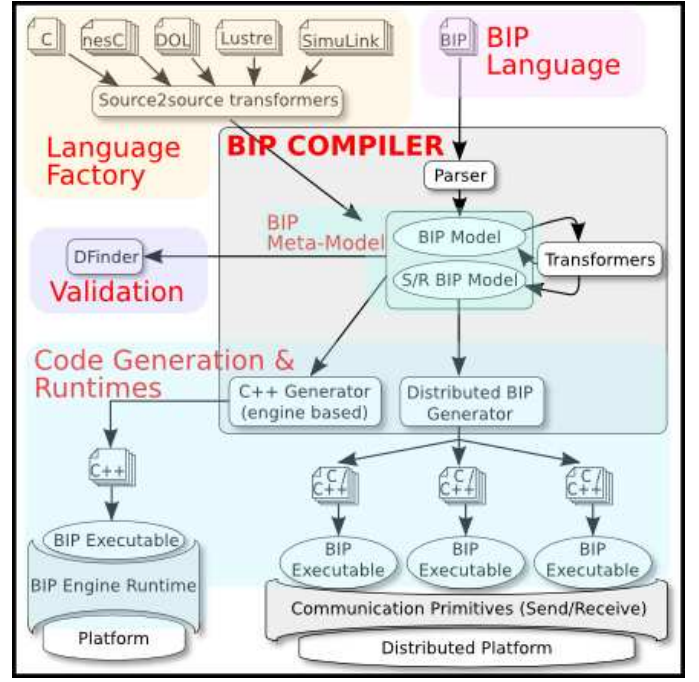 C
nesC
DOL
Lustre
SimuLink
BIP
BIP
Language
Source2source transformers
Language
Factory
BIP COMPILER
Parser
BIP
Meta-Model
BIP Model
S/R BIP Model
Transformers
DFinder
Validation
Code Generation &
Runtimes
C++ Generator
(engine based)
Distributed BIP
Generator
C++
C /
C++
C /
C++
C /
C++
BIP Executable
BIP
Executable
BIP
Executable
BIP
Executable
BIP Engine Runtime
Communication Primitives (Send/Receive)
Platform
Distributed Platform